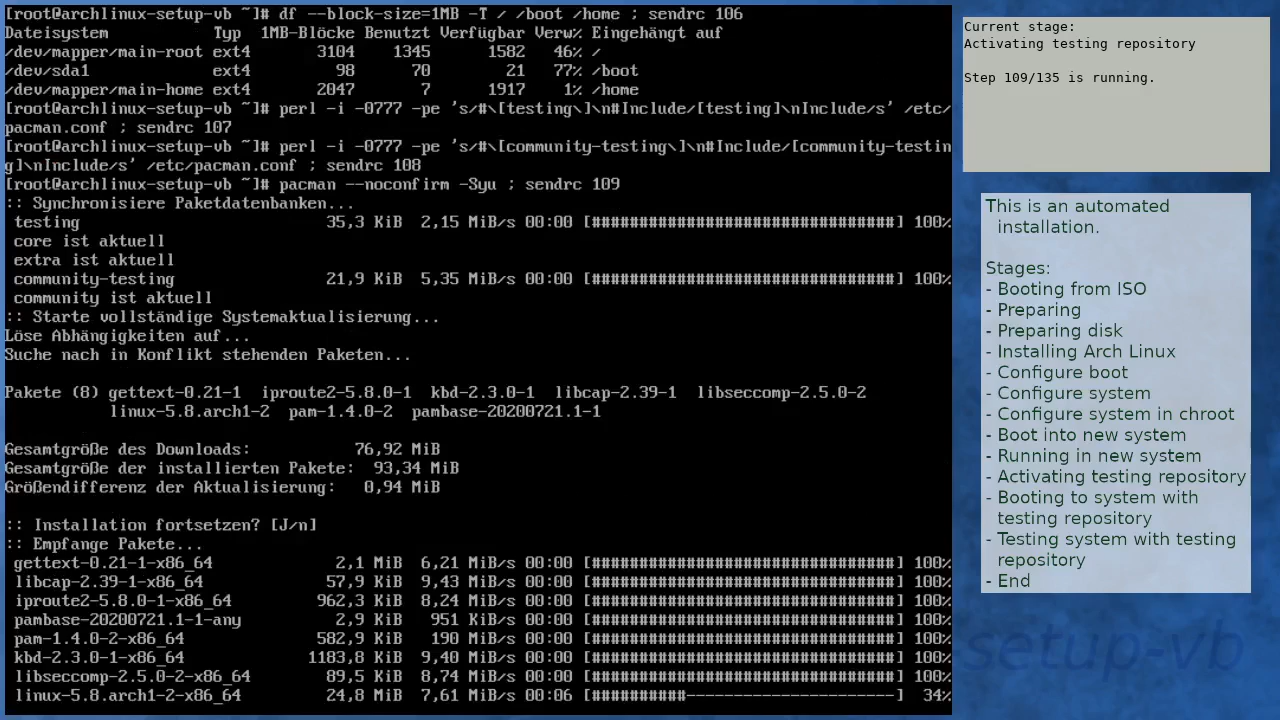 [root@archlinux-setup-vb ~]# df --block-size=1MB -T / /boot /home ; sendrc 106
Dateisystem           Typ  1MB-Blöcke Benutzt Verfügbar Verw% Eingehängt auf
/dev/mapper/main-root ext4       3104    1345      1582   46% /
/dev/sda1             ext4         98      70        21   77% /boot
/dev/mapper/main-home ext4       2047       7      1917    1% /home
[root@archlinux-setup-vb ~]# perl -i -0777 -pe 's/#\[testing\]\n#Include/[testing]\nInclude/s' /etc/
pacman.conf ; sendrc 107
[root@archlinux-setup-vb ~]# perl -i -0777 -pe 's/#\[community-testing\]\n#Include/[community-testin
g]\nInclude/s' /etc/pacman.conf ; sendrc 108
[root@archlinux-setup-vb ~]# pacman --noconfirm -Syu ; sendrc 109
:: Synchronisiere Paketdatenbanken...
 testing                          35,3 KiB  2,15 MiB/s 00:00 [################################] 100%
 core ist aktuell
 extra ist aktuell
 community-testing                21,9 KiB  5,35 MiB/s 00:00 [################################] 100%
 community ist aktuell
:: Starte vollständige Systemaktualisierung...
Löse Abhängigkeiten auf...
Suche nach in Konflikt stehenden Paketen...
Pakete (8) gettext-0.21-1  iproute2-5.8.0-1  kbd-2.3.0-1  libcap-2.39-1  libseccomp-2.5.0-2
           linux-5.8.arch1-2  pam-1.4.0-2  pambase-20200721.1-1
Gesamtgröße des Downloads:           76,92 MiB
Gesamtgröße der installierten Pakete:  93,34 MiB
Größendifferenz der Aktualisierung:   0,94 MiB
:: Installation fortsetzen? [J/n]
:: Empfange Pakete...
 gettext-0.21-1-x86_64             2,1 MiB  6,21 MiB/s 00:00 [################################] 100%
 libcap-2.39-1-x86_64             57,9 KiB  9,43 MiB/s 00:00 [################################] 100%
 iproute2-5.8.0-1-x86_64         962,3 KiB  8,24 MiB/s 00:00 [################################] 100%
 pambase-20200721.1-1-any          2,9 KiB   951 KiB/s 00:00 [################################] 100%
 pam-1.4.0-2-x86_64              582,9 KiB   190 MiB/s 00:00 [################################] 100%
 kbd-2.3.0-1-x86_64             1183,8 KiB  9,40 MiB/s 00:00 [################################] 100%
 libseccomp-2.5.0-2-x86_64        89,5 KiB  8,74 MiB/s 00:00 [################################] 100%
 linux-5.8.arch1-2-x86_64         24,8 MiB  7,61 MiB/s 00:06 [##########----------------------]  34%
Current stage:
Activating testing repository
Step 109/135 is running.
This is an automated
installation.
Stages:
- Booting from ISO
- Preparing
- Preparing disk
- Installing Arch Linux
- Configure boot
- Configure system
- Configure system in chroot
- Boot into new system
- Running in new system
- Activating testing repository
- Booting to system with
testing repository
- Testing system with testing
repository
- End
setup-vb